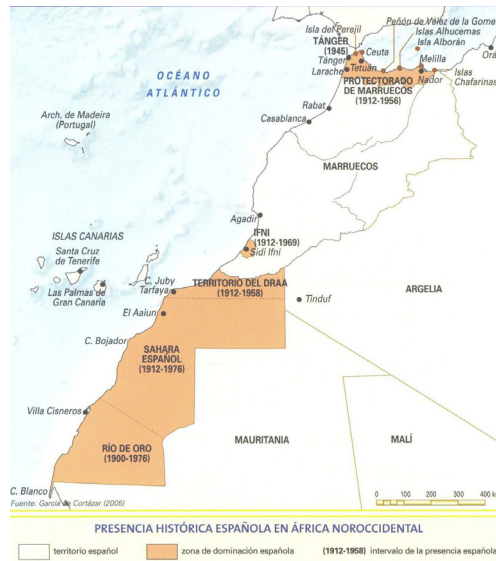 Peñón de Vélez de la Gome
Isla del Perejil
Islas Alhucemas
TÁNGER
(1945)
Isla Alborán
Ceuta
Orá
Tánger
Tetuán
Melilla
Larache
Islas
Chafarinas
PROTECTORADO
DE MARRUECOS
(1912-1956)
Nador
OCÉANO
ATLÁNTICO
Rabat
Casablanca
Arch. de Madeira
(Portugal)
MARRUECOS
Agadir
IFNI
(1912-1969)
Sidi Ifni
ISLAS CANARIAS
Santa Cruz
de Tenerife
Las Palmas de
Gran Canaria
C. Juby
Tarfaya
TERRITORIO DEL DRAA
(1912-1958)
Tinduf
ARGELIA
El Aaiun
C. Bojador
SAHARA
ESPAÑOL
(1912-1976)
Villa Cisneros
RÍO DE ORO
(1900-1976)
MAURITANIA
MALÍ
C. Blanco
Fuente: García de Cortázar (2005)
0 100 200 300 400 k
PRESENCIA HISTÓRICA ESPAÑOLA EN ÁFRICA NOROCCIDENTAL
territorio español
zona de dominación española
(1912-1958) intervalo de la presencia española